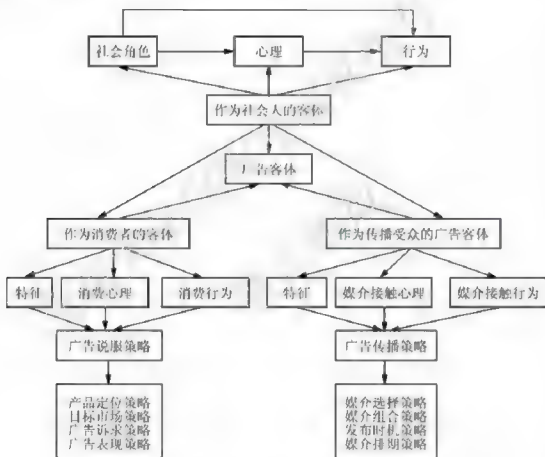 社会角色
心理
行为
作为社会人的客体
广告客体
作为消费者的客体
作为传播受众的广告客体
特征
消费心理
消费行为
特征
媒介接触心理
媒介接触行为
广告说服策略
广告传播策略
产品定位策略
目标市场策略
广告诉求策略
广告表现策略
媒介选择策略
媒介组合策略
发布时机策略
媒介排期策略